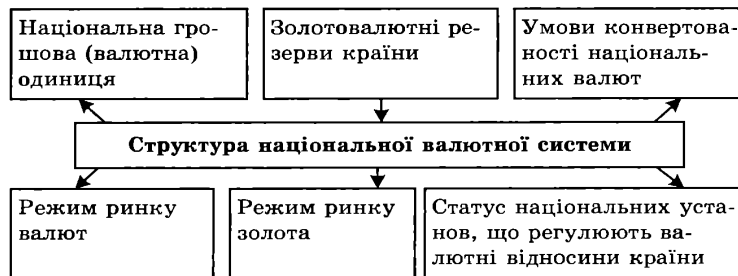 Національна гро-
шова (валютна)
одиниця
Золотовалютні ре-
зерви країни
Умови конвертова-
ності національ-
них валют
Структура національної валютної системи
Режим ринку
валют
Режим ринку
золота
Статус національних уста-
нов, що регулюють ва-
лютні відносини країни